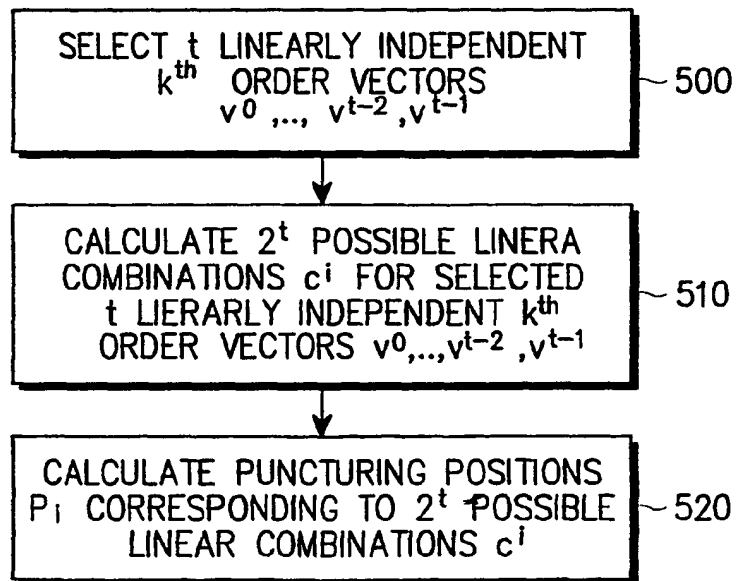 SELECT t LINEARLY INDEPENDENT
kth ORDER VECTORS
v0 ,.., vt-2 ,vt-1
500
CALCULATE 2t POSSIBLE LINERA
COMBINATIONS ci FOR SELECTED
t LIERARLY INDEPENDENT kth
ORDER VECTORS v0,..,vt-2 ,vt-1
510
CALCULATE PUNCTURING POSITIONS
Pi CORRESPONDING TO 2t POSSIBLE
LINEAR COMBINATIONS ci
520